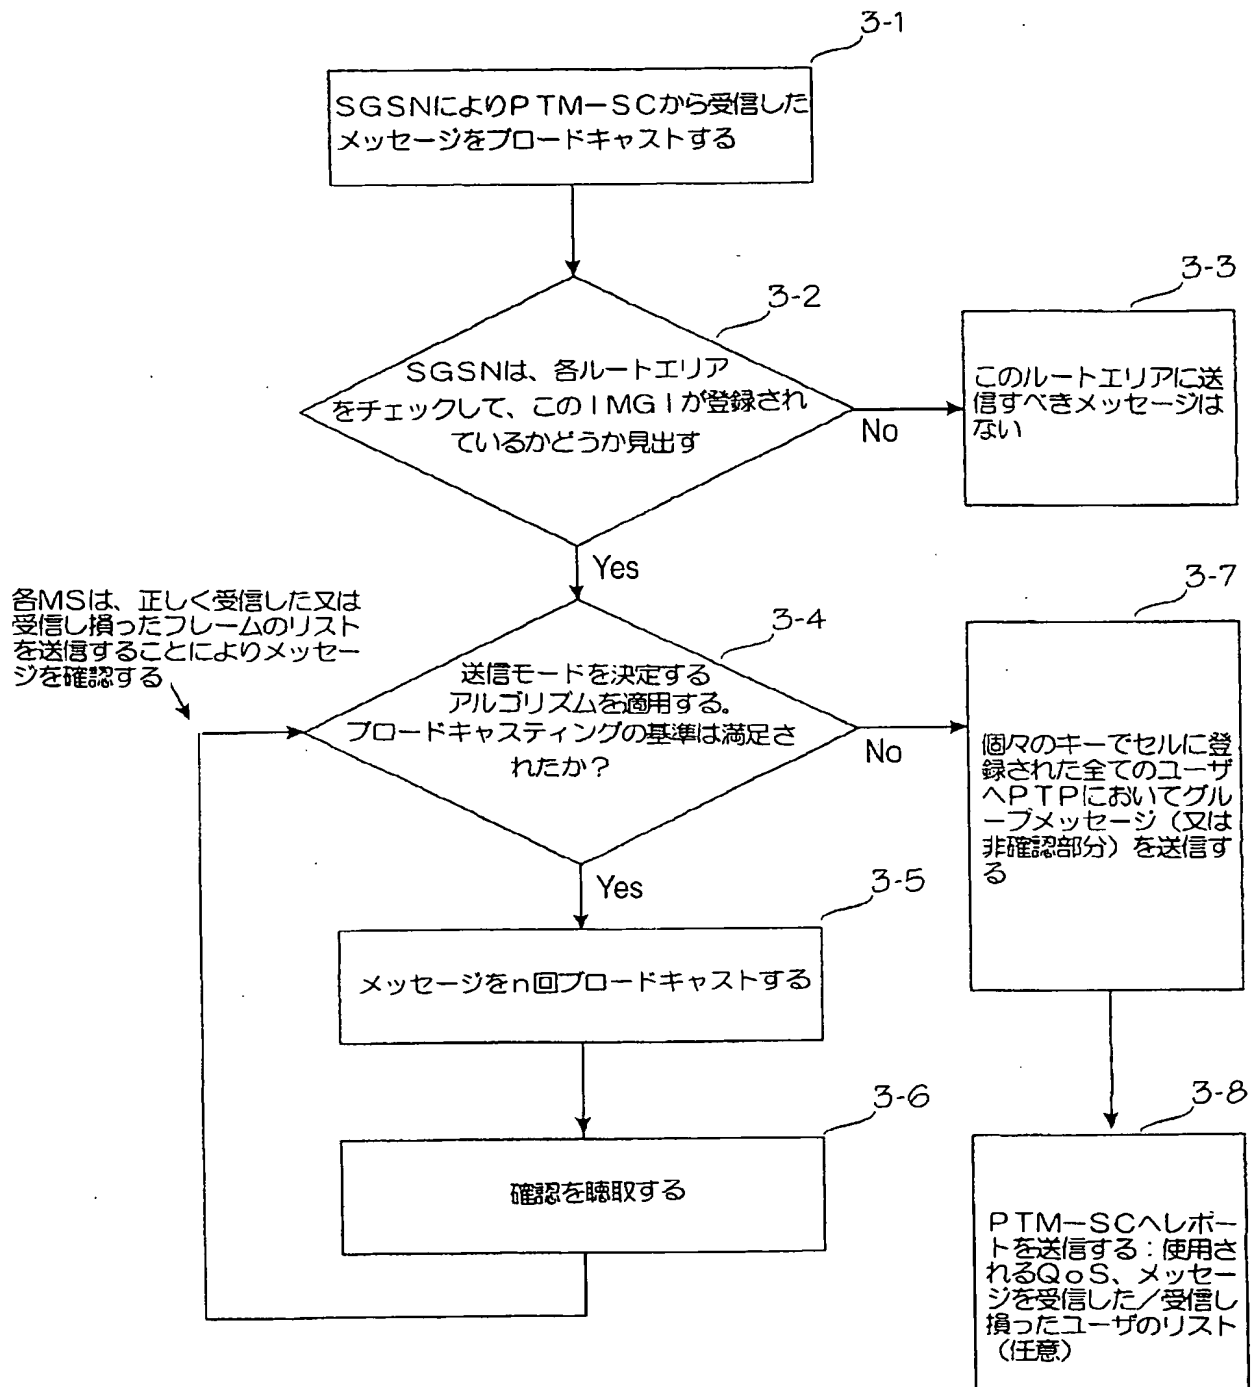 3-1
SGSNによりPTM−SCから受信した
メッセージをブロードキャストする
3-2
SGSNは、各ルートエリア
をチェックして、このIMGIが登録され
ているかどうか見出す
No
3-3
このルートエリアに送
信すべきメッセージは
ない
Yes
各MSは、正しく受信した又は
受信し損ったフレームのリスト
を送信することによりメッセー
ジを確認する
3-4
送信モードを決定する
アルゴリズムを適用する。
ブロードキャスティングの基準は満足さ
れたか?
No
3-7
個々のキーでセルに登
録された全てのユーザ
へPTPにおいてグル
ープメッセージ(又は
非確認部分)を送信す
る
Yes
3-5
メッセージをn回ブロードキャストする
3-6
確認を聴取する
3-8
PTM−SCへレポー
トを送信する:使用さ
れるQoS、メッセー
ジを受信した/受信し
損ったユーザのリスト
(任意)